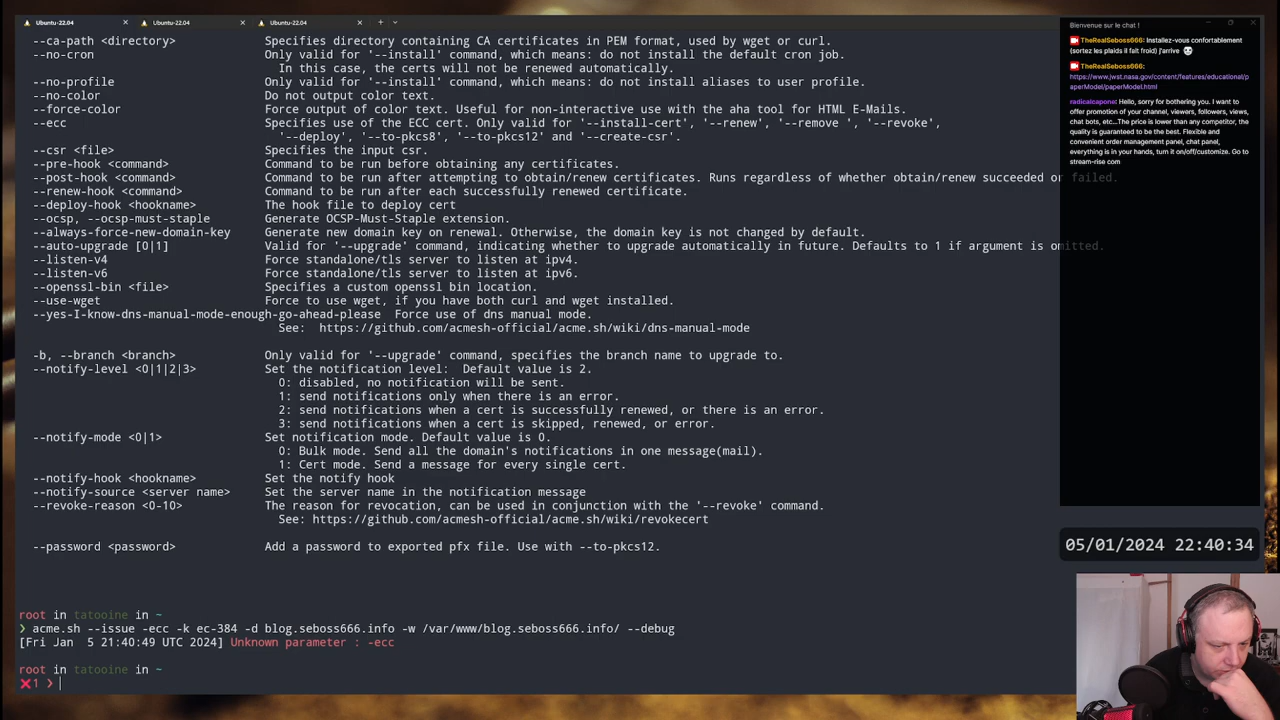 Ubuntu-22.04
Ubuntu-22.04
Ubuntu-22.04
--ca-path <directory> Specifies directory containing CA certificates in PEM format, used by wget or curl.
--no-cron Only valid for '--install' command, which means: do not install the default cron job.
In this case, the certs will not be renewed automatically.
--no-profile Only valid for '--install' command, which means: do not install aliases to user profile.
--no-color Do not output color text.
--force-color Force output of color text. Useful for non-interactive use with the aha tool for HTML E-Mails.
--ecc Specifies use of the ECC cert. Only valid for '--install-cert', '--renew', '--remove ', '--revoke',
'--deploy', '--to-pkcs8', '--to-pkcs12' and '--create-csr'.
--csr <file> Specifies the input csr.
--pre-hook <command> Command to be run before obtaining any certificates.
--post-hook <command> Command to be run after attempting to obtain/renew certificates. Runs regardless of whether obtain/renew succeeded or failed.
--renew-hook <command> Command to be run after each successfully renewed certificate.
--deploy-hook <hookname> The hook file to deploy cert
--ocsp, --ocsp-must-staple Generate OCSP-Must-Staple extension.
--always-force-new-domain-key Generate new domain key on renewal. Otherwise, the domain key is not changed by default.
--auto-upgrade [0|1] Valid for '--upgrade' command, indicating whether to upgrade automatically in future. Defaults to 1 if argument is omitted.
--listen-v4 Force standalone/tls server to listen at ipv4.
--listen-v6 Force standalone/tls server to listen at ipv6.
--openssl-bin <file> Specifies a custom openssl bin location.
--use-wget Force to use wget, if you have both curl and wget installed.
--yes-I-know-dns-manual-mode-enough-go-ahead-please Force use of dns manual mode.
See: https://github.com/acmesh-official/acme.sh/wiki/dns-manual-mode
-b, --branch <branch> Only valid for '--upgrade' command, specifies the branch name to upgrade to.
--notify-level <0|1|2|3> Set the notification level: Default value is 2.
0: disabled, no notification will be sent.
1: send notifications only when there is an error.
2: send notifications when a cert is successfully renewed, or there is an error.
3: send notifications when a cert is skipped, renewed, or error.
--notify-mode <0|1> Set notification mode. Default value is 0.
0: Bulk mode. Send all the domain's notifications in one message(mail).
1: Cert mode. Send a message for every single cert.
--notify-hook <hookname> Set the notify hook
--notify-source <server name> Set the server name in the notification message
--revoke-reason <0-10> The reason for revocation, can be used in conjunction with the '--revoke' command.
See: https://github.com/acmesh-official/acme.sh/wiki/revokecert
--password <password> Add a password to exported pfx file. Use with --to-pkcs12.
root in tatooine in ~
❯ acme.sh --issue -ecc -k ec-384 -d blog.seboss666.info -w /var/www/blog.seboss666.info/ --debug
[Fri Jan 5 21:40:49 UTC 2024] Unknown parameter : -ecc
root in tatooine in ~
❌1 ❯
Bienvenue sur le chat !
TheRealSeboss666: Installez-vous confortablement
(sortez les plaids il fait froid) j'arrive
TheRealSeboss666:
https://www.jwst.nasa.gov/content/features/educational/p
aperModel/paperModel.html
radicalcapone: Hello, sorry for bothering you. I want to
offer promotion of your channel, viewers, followers, views,
chat bots, etc...The price is lower than any competitor,
the quality is guaranteed to be the best. Flexible and
convenient order management panel, chat panel,
everything is in your hands, turn it on/off/customize. Go to
stream-rise com
05/01/2024 22:40:34